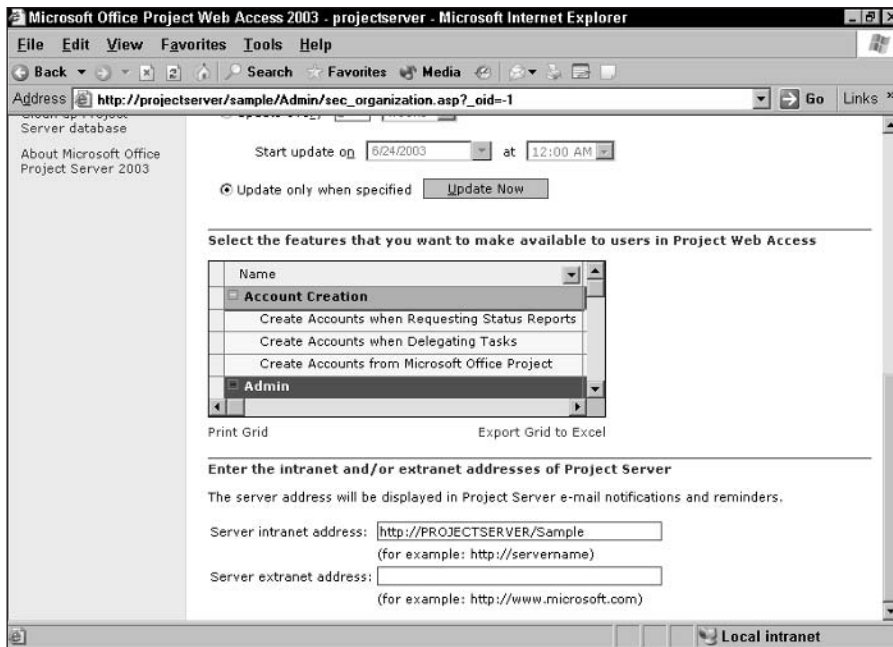 Microsoft Office Project Web Access 2003 - projectserver - Microsoft Internet Explorer
File Edit View Favorites Tools Help
Back Search Favorites Media
Address http://projectserver/sample/Admin/sec_organization.asp?_oid=-1 Go Links »
Server database
About Microsoft Office
Project Server 2003
Start update on 6/24/2003 at 12:00 AM
Update only when specified Update Now
Select the features that you want to make available to users in Project Web Access
Name
Account Creation
Create Accounts when Requesting Status Reports
Create Accounts when Delegating Tasks
Create Accounts from Microsoft Office Project
Admin
Print Grid Export Grid to Excel
Enter the intranet and/or extranet addresses of Project Server
The server address will be displayed in Project Server e-mail notifications and reminders.
Server intranet address: http://PROJECTSERVER/Sample
(for example: http://servername)
Server extranet address:
(for example: http://www.microsoft.com)
Local intranet